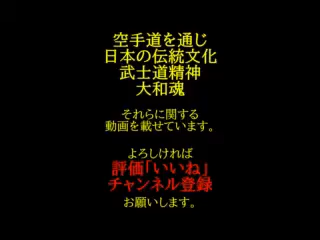 空手道を通じ
日本の伝統文化
武士道精神
大和魂
それらに関する
動画を載せています。
よろしければ
評価「いいね」
チャンネル登録
お願いします。